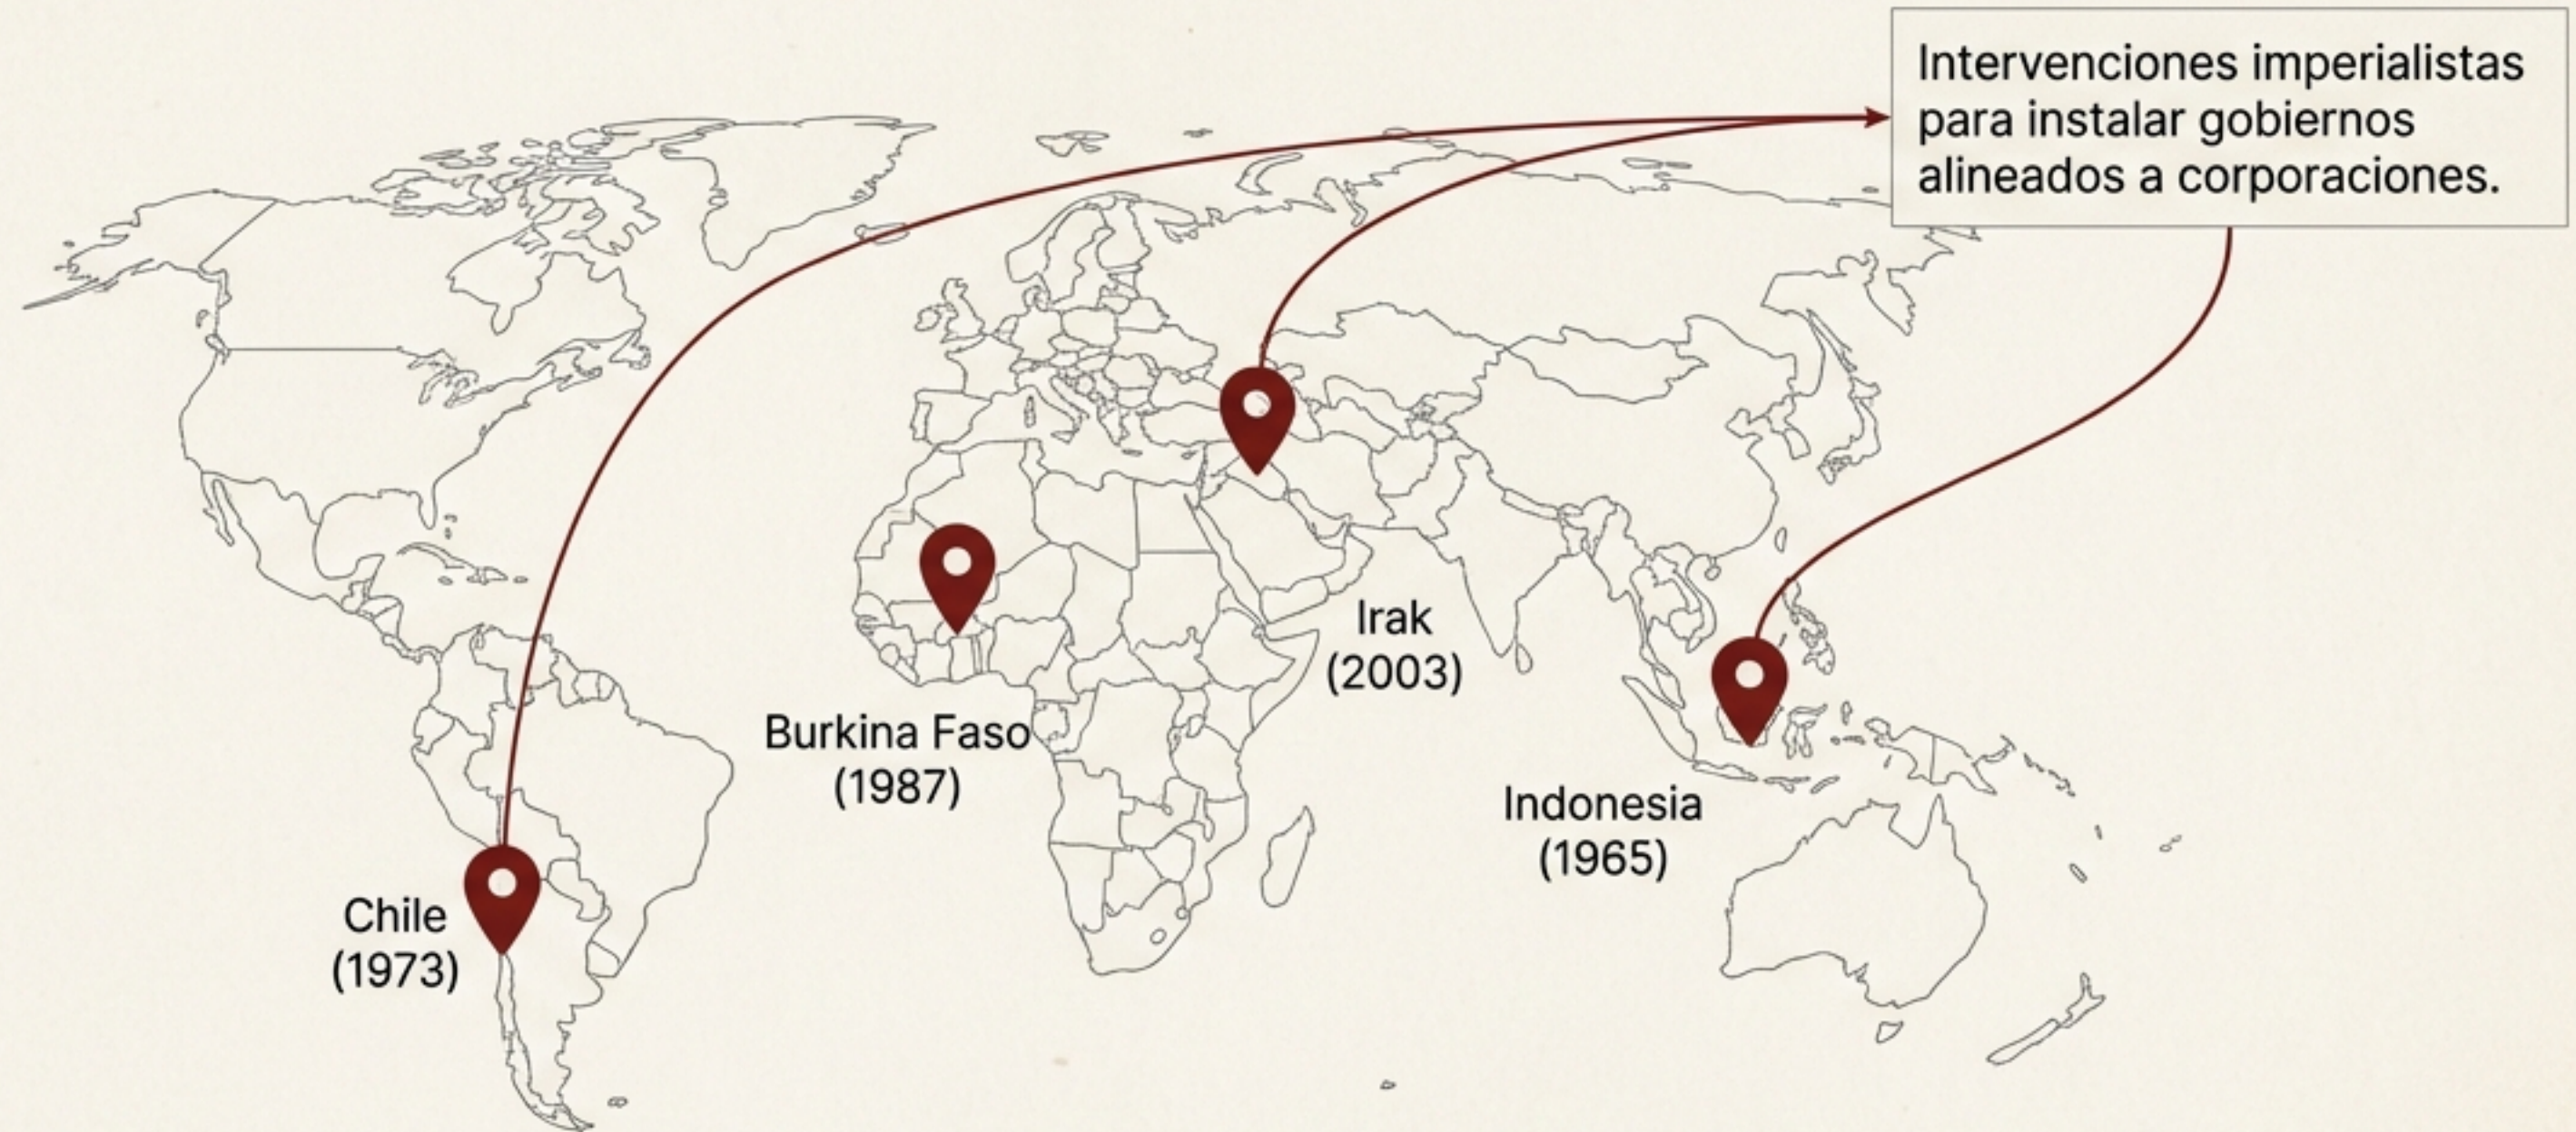 Intervenciones imperialistas
para instalar gobiernos
alineados a corporaciones.
Irak
(2003)
Burkina Faso
(1987)
Indonesia
(1965)
Chile
(1973)